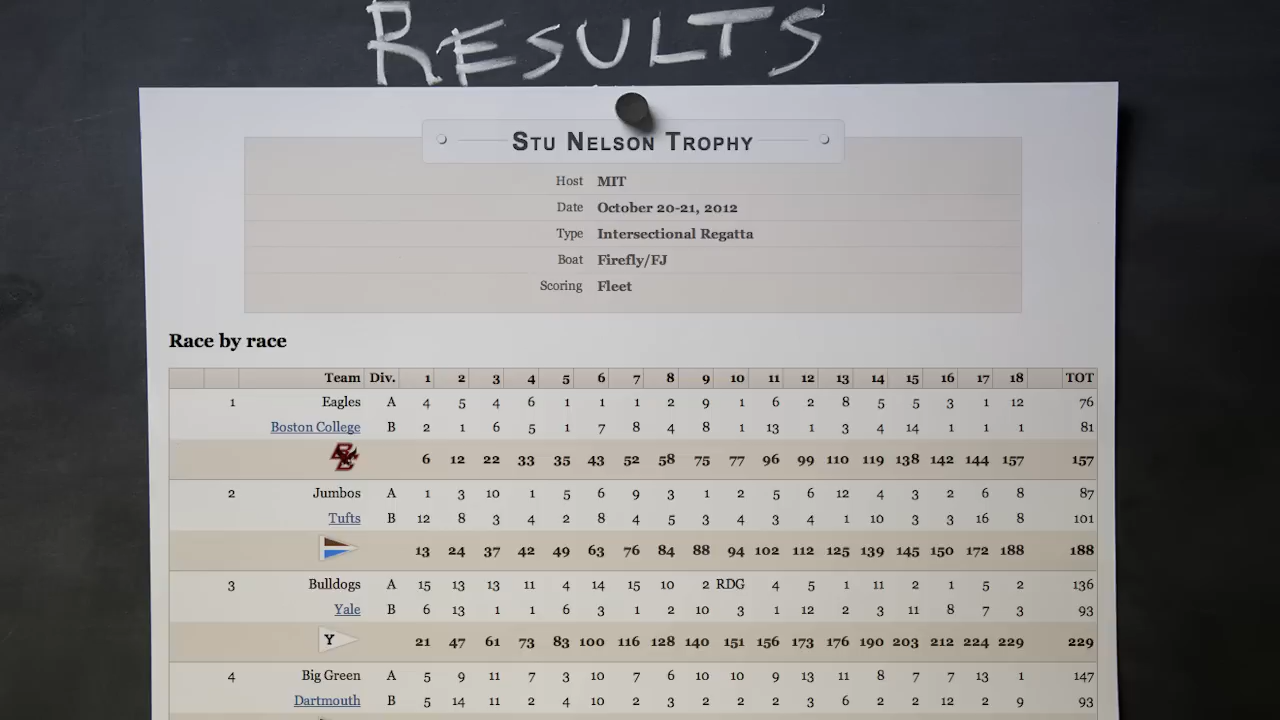 RESULTS
STU NELSON TROPHY
Host MIT
Date October 20-21, 2012
Type Intersectional Regatta
Boat Firefly/FJ
Scoring Fleet
Race by race
Team Div. 1 2 3 4 5 6 7 8 9 10 11 12 13 14 15 16 17 18 TOT
1 Eagles A 4 5 4 6 1 1 1 2 9 1 6 2 8 5 5 3 1 12 76
Boston College B 2 1 6 5 1 7 8 4 8 1 13 1 3 4 14 1 1 1 81
6 12 22 33 35 43 52 58 75 77 96 99 110 119 138 142 144 157 157
2 Jumbos A 1 3 10 1 5 6 9 3 1 2 5 6 12 4 3 2 6 8 87
Tufts B 12 8 3 4 2 8 4 5 3 4 3 4 1 10 3 3 16 8 101
13 24 37 42 49 63 76 84 88 94 102 112 125 139 145 150 172 188 188
3 Bulldogs A 15 13 13 11 4 14 15 10 2 RDG 4 5 1 11 2 1 5 2 136
Yale B 6 13 1 1 6 3 1 2 10 3 1 12 2 3 11 8 7 3 93
Y 21 47 61 73 83 100 116 128 140 151 156 173 176 190 203 212 224 229 229
4 Big Green A 5 9 11 7 3 10 7 6 10 10 9 13 11 8 7 7 13 1 147
Dartmouth B 5 14 11 2 4 10 2 3 2 2 2 3 6 2 2 12 2 9 93